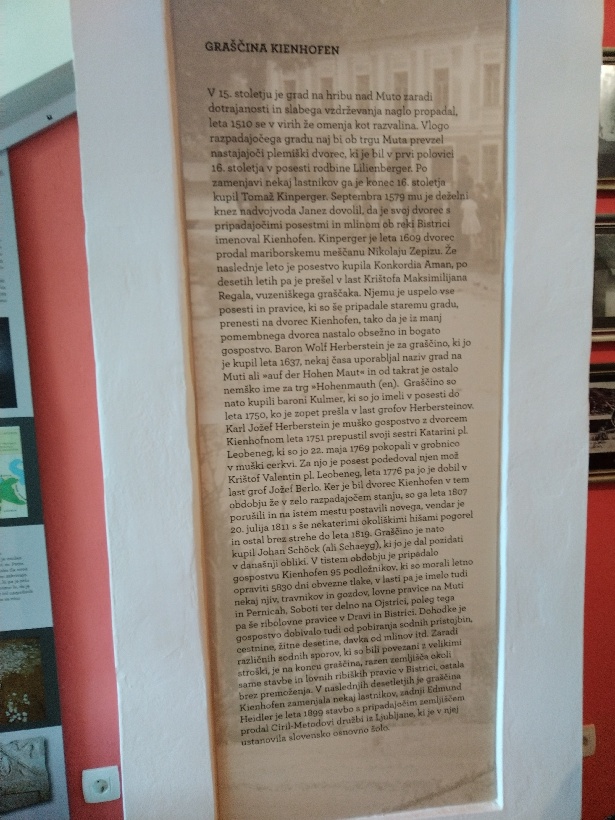 GRAŠČINA KIENHOFEN
V 15. stoletju je grad na hribu nad Muto zaradi
dotrajanosti in slabega vzdrževanja naglo propadal,
leta 1510 se v virih že omenja kot razvalina. Vlogo
razpadajočega gradu naj bi ob trgu Muta prevzel
nastajajoči plemiški dvorec, ki je bil v prvi polovici
16. stoletja v posesti rodbine Lilienberger. Po
zamenjavi nekaj lastnikov ga je konec 16. stoletja
kupil Tomaž Kinperger. Septembra 1579 mu je deželni
knez nadvojvoda Janez dovolil, da je svoj dvorec s
pripadajočimi posestmi in mlinom ob reki Bistrici
imenoval Kienhofen. Kinperger je leta 1609 dvorec
prodal mariborskemu meščanu Nikolaju Zepizu. Že
naslednje leto je posestvo kupila Konkordia Aman, po
desetih letih pa je prešel v last Krištofa Maksimilijana
Regala, vuzeniškega graščaka. Njemu je uspelo vse
posesti in pravice, ki so še pripadale staremu gradu,
prenesti na dvorec Kienhofen, tako da je iz manj
pomembnega dvorca nastalo obsežno in bogato
gospostvo. Baron Wolf Herberstein je za graščino, ki jo
je kupil leta 1637, nekaj časa uporabljal naziv grad na
Muti ali »auf der Hohen Maut« in od takrat je ostalo
nemško ime za trg »Hohenmauth (en). Graščino so
nato kupili baroni Kulmer, ki so jo imeli v posesti do
leta 1750, ko je zopet prešla v last grofov Herbersteinov.
Karl Jožef Herberstein je muško gospostvo z dvorcem
Kienhofnom leta 1751 prepustil svoji sestri Katarini pl.
Leobeneg, ki so jo 22. maja 1769 pokopali v grobnico
v muški cerkvi. Za njo je posest podedoval njen mož
Krištof Valentin pl. Leobeneg, leta 1776 pa jo je dobil v
last grof Jožef Berlo. Ker je bil dvorec Kienhofen v tem
obdobju že v zelo razpadajočem stanju, so ga leta 1807
porušili in na istem mestu postavili novega, vendar je
20. julija 1811 s še nekaterimi okoliškimi hišami pogorel
in ostal brez strehe do leta 1819. Graščino je nato
kupil Johan Schöck (ali Schaeyg), ki jo je dal pozidati
v današnji obliki. V tistem obdobju je pripadalo
gospostvu Kienhofen 95 podložnikov, ki so morali letno
opraviti 5830 dni obvezne tlake, v lasti pa je imelo tudi
nekaj njiv, travnikov in gozdov, lovne pravice na Muti
in Pernicah, Soboti ter delno na Ojstrici, poleg tega
pa še ribolovne pravice v Dravi in Bistrici. Dohodke je
gospostvo dobivalo tudi od pobiranja sodnih pristojbin,
cestnine, žitne desetine, davka od mlinov itd. Zaradi
različnih sodnih sporov, ki so bili povezani z velikimi
stroški, je na koncu graščina, razen zemljišča okoli
same stavbe in lovnih ribiških pravic v Bistrici, ostala
brez premoženja. V naslednjih desetletjih je graščina
Kienhofen zamenjala nekaj lastnikov, zadnji Edmund
Heidler je leta 1899 stavbo s pripadajočim zemljiščem
prodal Ciril-Metodovi družbi iz Ljubljane, ki je v njej
ustanovila slovensko osnovno šolo.